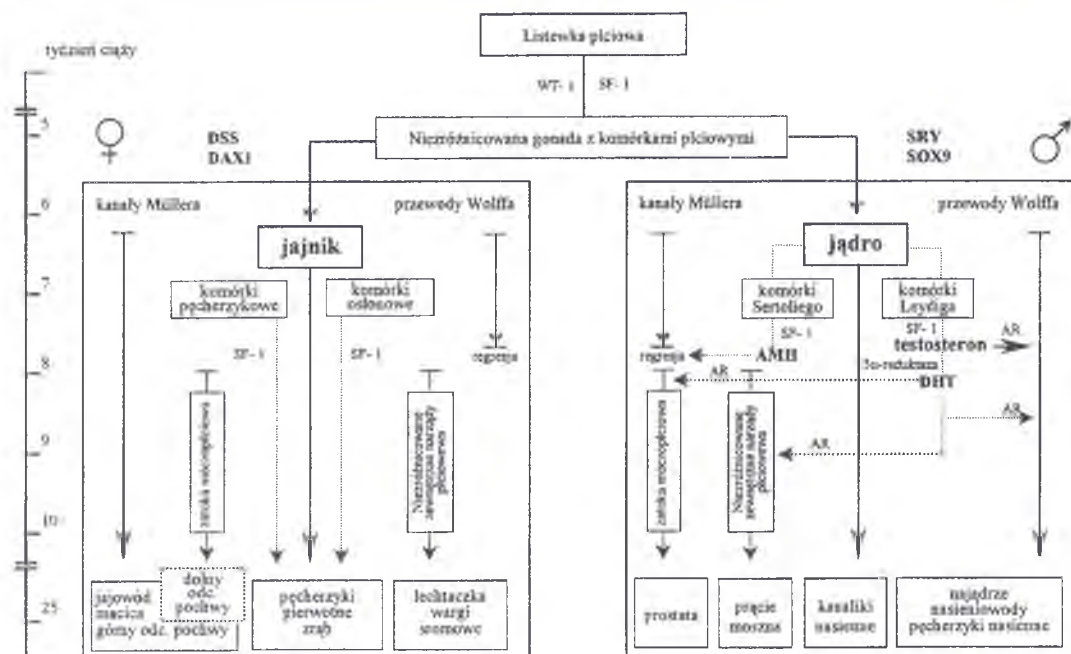 Listewka płciowa
tydzień ciąży
WT- 1
SF- 1
5
DSS
DAX1
Niezróżnicowana gonada z komórkami płciowymi
SRY
SOX9
6
kanały Müllera
przewody Wolffa
jajnik
kanały Müllera
przewody Wolffa
jądro
7
komórki
pęcherzykowe
komórki
osłonowe
komórki
Sertoliego
komórki
Leydiga
SF- 1
SF- 1
SF- 1
SF- 1
testosteron
AR
regresja
regresja
AMH
5α-reduktaza
8
AR
DHT
AR
zatoka moczopłciowa
Niezróżnicowane
zewnętrzne narządy
płciowewa
zatoka moczopłciowa
Niezróżnicowane
zewnętrzne narządy
płciowewa
9
AR
10
25
jajowód
macica
górny odc. pochwy
dolny
odc.
pochwy
pęcherzyki
pierwotne
zrąb
łechtaczka
wargi
sromowe
prostata
prącie
moszna
kanaliki
nasienne
najądrze
nasieniowody
pęcherzyki nasienne